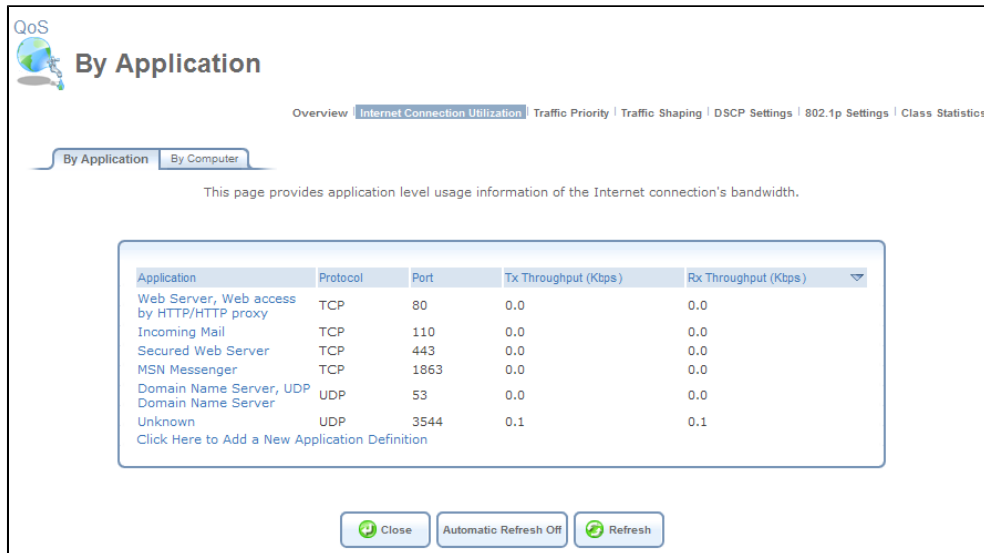 QoS
By Application
Overview | Internet Connection Utilization | Traffic Priority | Traffic Shaping | DSCP Settings | 802.1p Settings | Class Statistics
By Application By Computer
This page provides application level usage information of the Internet connection's bandwidth.
Application Protocol Port Tx Throughput (Kbps) Rx Throughput (Kbps)
Web Server, Web access
by HTTP/HTTP proxy TCP 80 0.0 0.0
Incoming Mail TCP 110 0.0 0.0
Secured Web Server TCP 443 0.0 0.0
MSN Messenger TCP 1863 0.0 0.0
Domain Name Server, UDP
Domain Name Server UDP 53 0.0 0.0
Unknown UDP 3544 0.1 0.1
Click Here to Add a New Application Definition
Close Automatic Refresh Off Refresh